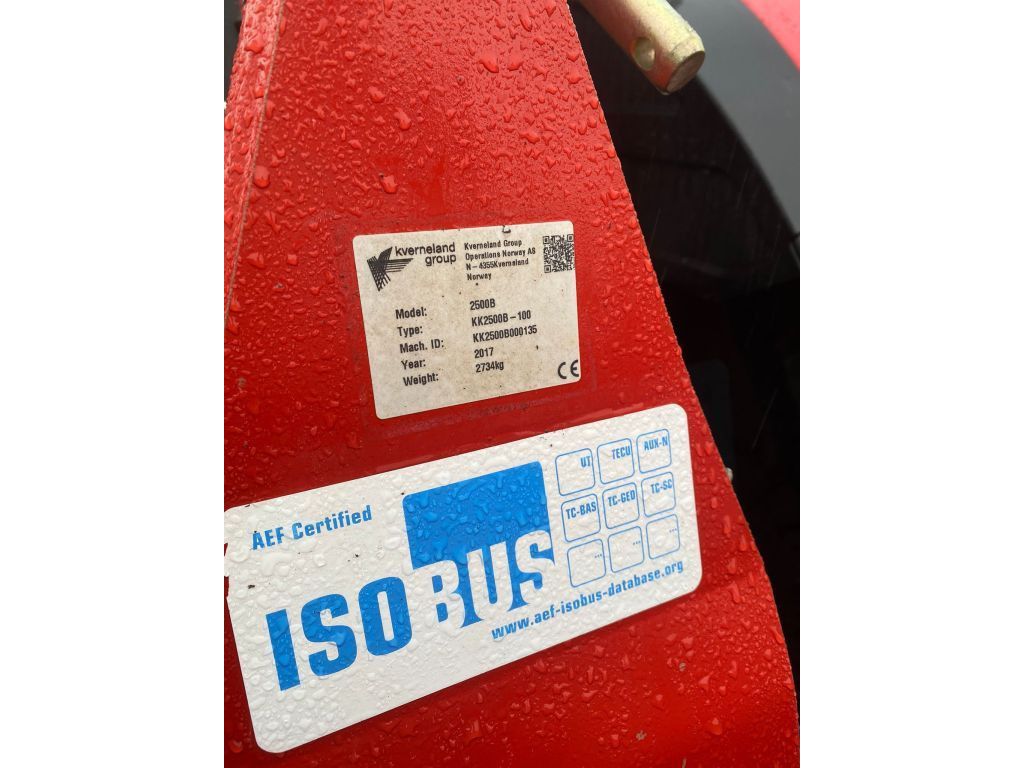 kverneland
group
Kverneland Group
Operations Norway AS
N-4355Kverneland
Norway
Model: 2500B
Type: KK2500B-100
Mach. ID: KK2500B000135
Year: 2017
Weight: 2734kg
CE
AEF Certified
ISOBUS
UT TECU AUX-N
TC-BAS TC-GEO TC-SC
... ... ...
www.aef-isobus-database.org